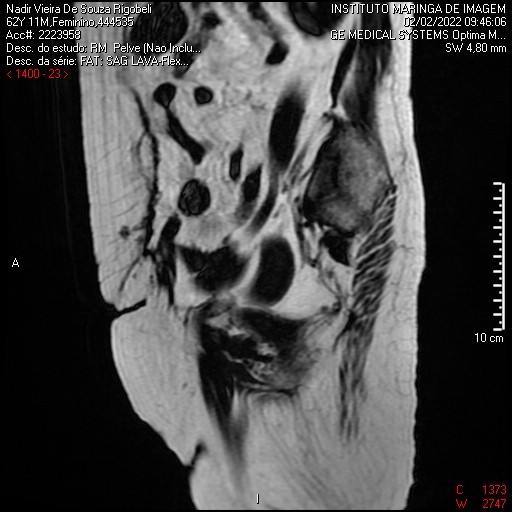 Nadir Vieira De Souza Rigobeli
62Y 11M,Feminino,444535
Acc#: 2223953
Desc. do estudo: RM Pelve (Nao Inclu...
Desc. da série: FAT: SAG LAVA-Flex...
< 1400 - 23 >
INSTITUTO MARINGA DE IMAGEM
02/02/2022 09:46:06
GE MEDICAL SYSTEMS Optima M...
SW 4,80 mm
A
10 cm
I
C 1373
W 2747